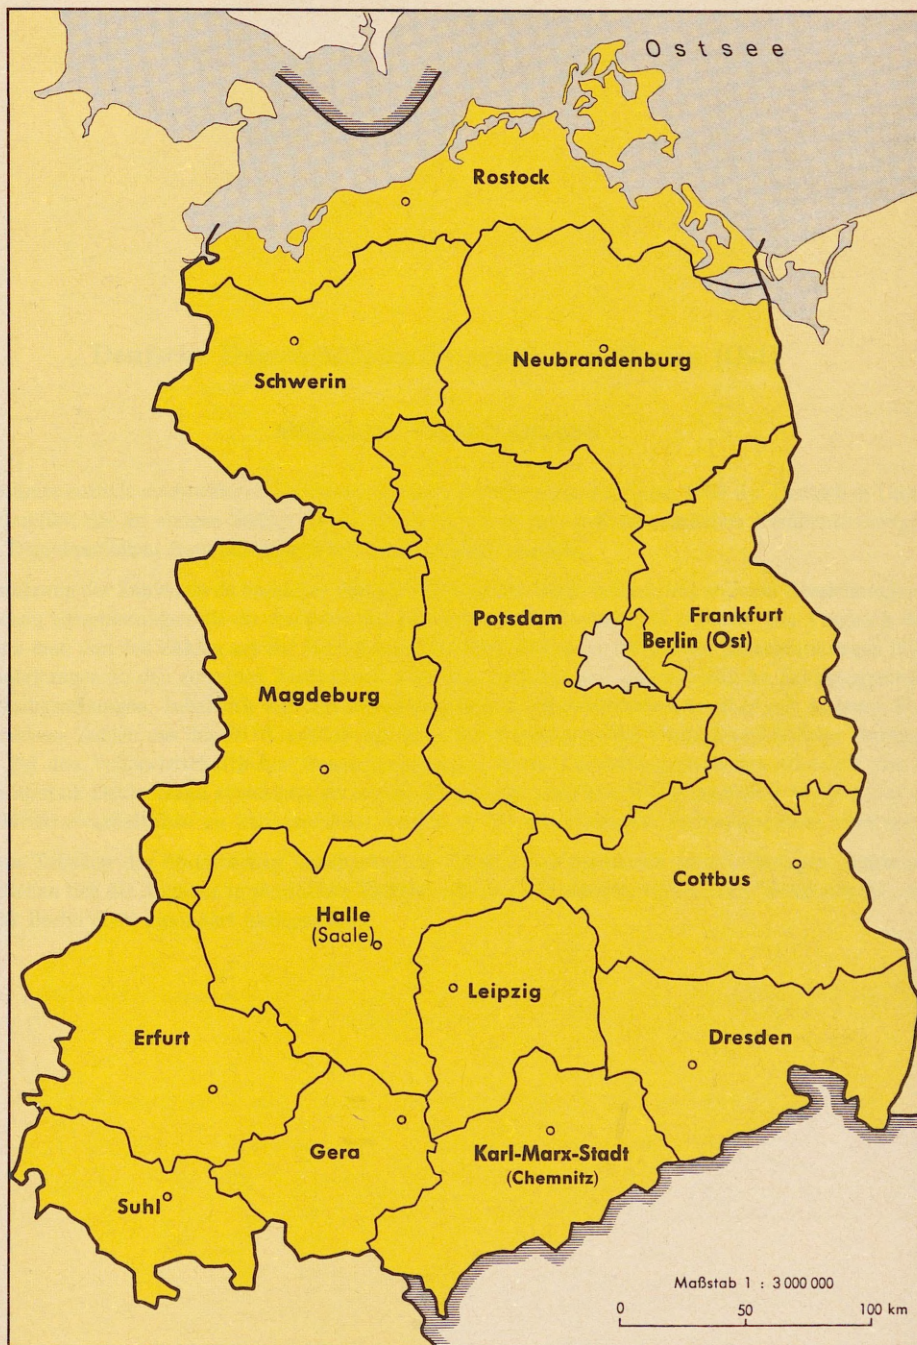 Ostsee
Rostock
Schwerin
Neubrandenburg
Potsdam
Frankfurt
Berlin (Ost)
Magdeburg
Cottbus
Halle
(Saale)
Leipzig
Erfurt
Dresden
Gera
Karl-Marx-Stadt
(Chemnitz)
Suhl
Maßstab 1 : 3 000 000
0 50 100 km